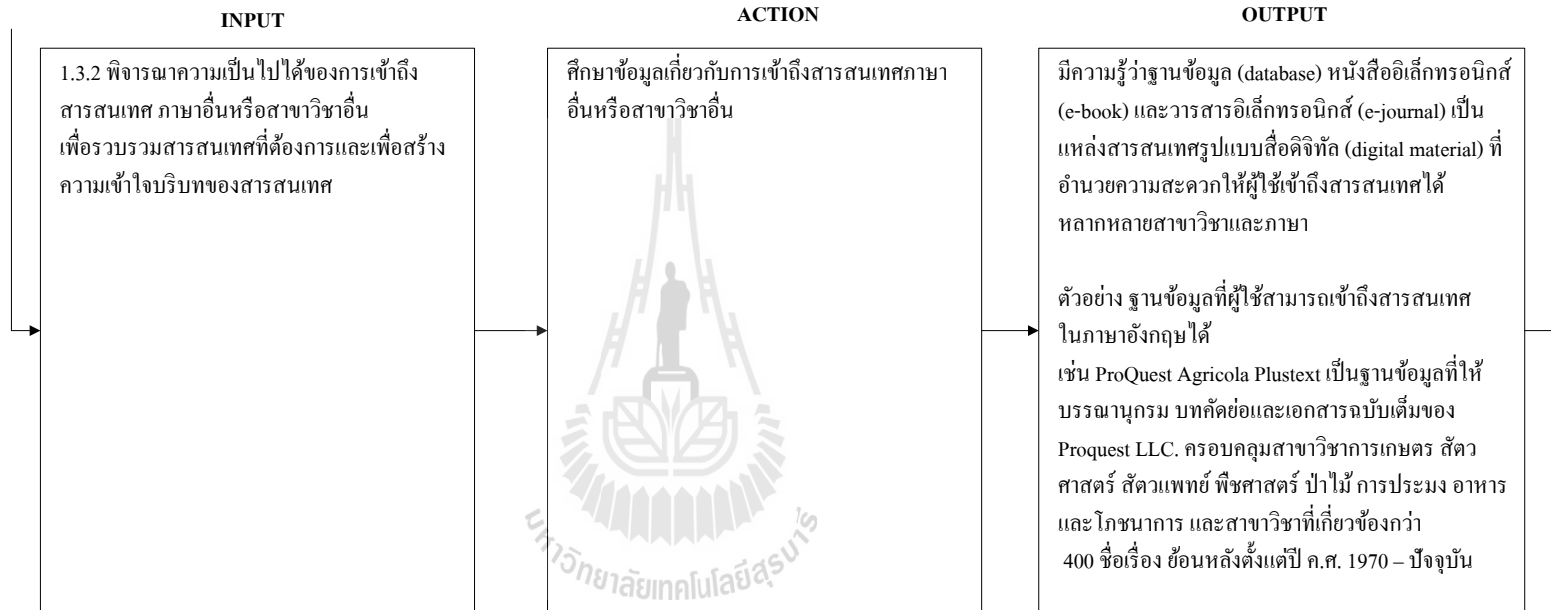 INPUT
ACTION
OUTPUT
1.3.2 พิจารณาความเป็นไปได้ของการเข้าถึง
สารสนเทศ ภาษาอื่นหรือสาขาวิชาอื่น
เพื่อรวบรวมสารสนเทศที่ต้องการและเพื่อสร้าง
ความเข้าใจบริบทของสารสนเทศ
ศึกษาข้อมูลเกี่ยวกับการเข้าถึงสารสนเทศภาษา
อื่นหรือสาขาวิชาอื่น
มีความรู้ว่าฐานข้อมูล (database) หนังสืออิเล็กทรอนิกส์
(e-book) และวารสารอิเล็กทรอนิกส์ (e-journal) เป็น
แหล่งสารสนเทศรูปแบบสื่อดิจิทัล (digital material) ที่
อำนวยความสะดวกให้ผู้ใช้เข้าถึงสารสนเทศได้
หลากหลายสาขาวิชาและภาษา
ตัวอย่าง ฐานข้อมูลที่ผู้ใช้สามารถเข้าถึงสารสนเทศ
ในภาษาอังกฤษได้
เช่น ProQuest Agricola Plustext เป็นฐานข้อมูลที่ให้
บรรณานุกรม บทคัดย่อและเอกสารฉบับเต็มของ
Proquest LLC. ครอบคลุมสาขาวิชาการเกษตร สัตว
ศาสตร์ สัตวแพทย์ พืชศาสตร์ ป่าไม้ การประมง อาหาร
และโภชนาการ และสาขาวิชาที่เกี่ยวข้องกว่า
400 ชื่อเรื่อง ย้อนหลังตั้งแต่ปี ค.ศ. 1970 – ปัจจุบัน
มหาวิทยาลัยเทคโนโลยีสุรนารี